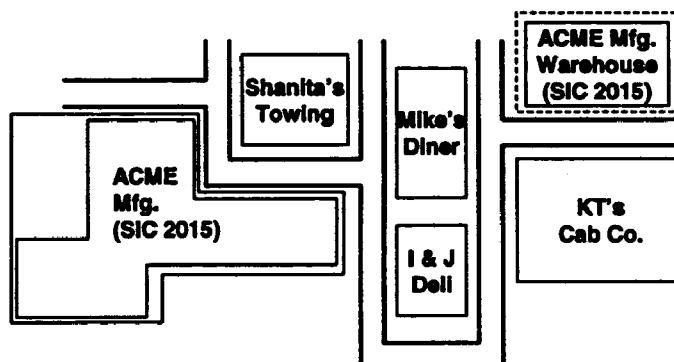 ACME Mfg.
Warehouse
(SIC 2015)
Shanita's
Towing
Mike's
Diner
ACME
Mfg.
(SIC 2015)
KT's
Cab Co.
I & J
Deli